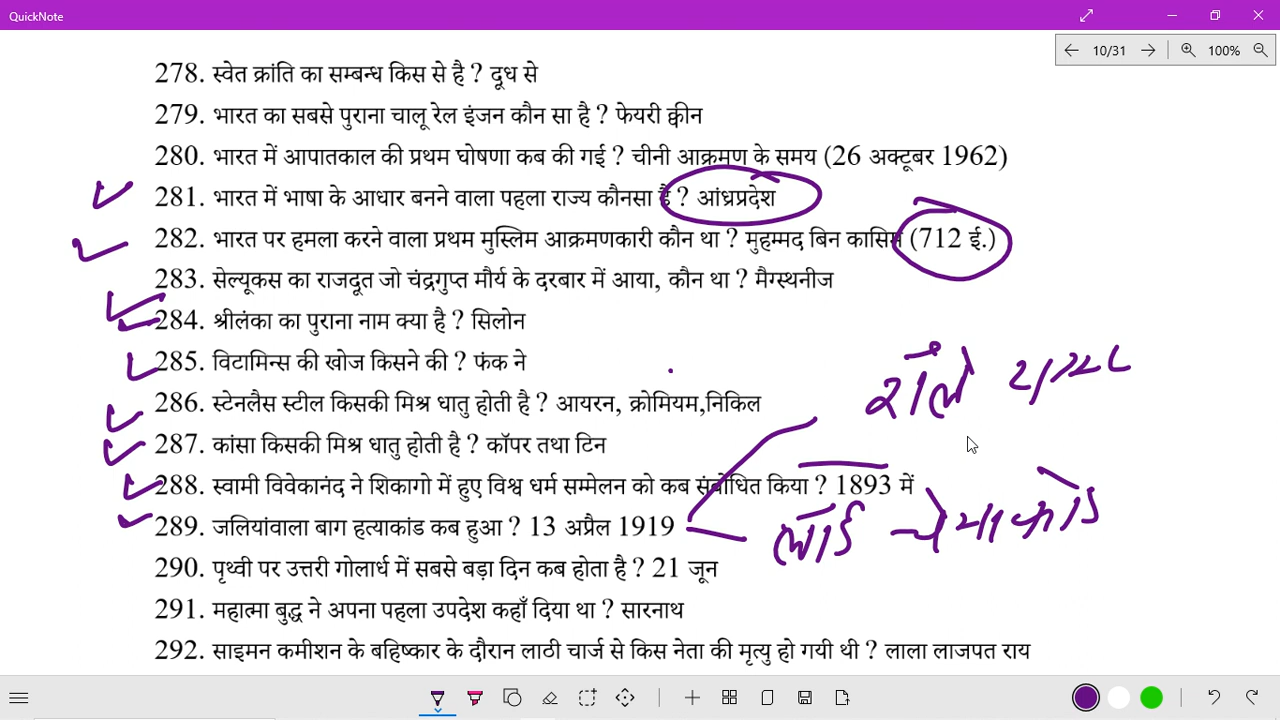 QuickNote
10/31
100%
278. स्वेत क्रांति का सम्बन्ध किस से है ? दूध से
279. भारत का सबसे पुराना चालू रेल इंजन कौन सा है ? फेयरी क्वीन
280. भारत में आपातकाल की प्रथम घोषणा कब की गई ? चीनी आक्रमण के समय (26 अक्टूबर 1962)
281. भारत में भाषा के आधार बनने वाला पहला राज्य कौनसा है ? आंध्रप्रदेश
282. भारत पर हमला करने वाला प्रथम मुस्लिम आक्रमणकारी कौन था ? मुहम्मद बिन कासिम (712 ई.)
283. सेल्यूकस का राजदूत जो चंद्रगुप्त मौर्य के दरबार में आया, कौन था ? मैग्स्थनीज
284. श्रीलंका का पुराना नाम क्या है ? सिलोन
285. विटामिन्स की खोज किसने की ? फंक ने
286. स्टेनलैस स्टील किसकी मिश्र धातु होती है ? आयरन, क्रोमियम,निकिल
287. कांसा किसकी मिश्र धातु होती है ? कॉपर तथा टिन
288. स्वामी विवेकानंद ने शिकागो में हुए विश्व धर्म सम्मेलन को कब संबोधित किया ? 1893 में
289. जलियांवाला बाग हत्याकांड कब हुआ ? 13 अप्रैल 1919
लॉर्ड
290. पृथ्वी पर उत्तरी गोलार्ध में सबसे बड़ा दिन कब होता है ? 21 जून
291. महात्मा बुद्ध ने अपना पहला उपदेश कहाँ दिया था ? सारनाथ
292. साइमन कमीशन के बहिष्कार के दौरान लाठी चार्ज से किस नेता की मृत्यु हो गयी थी ? लाला लाजपत राय